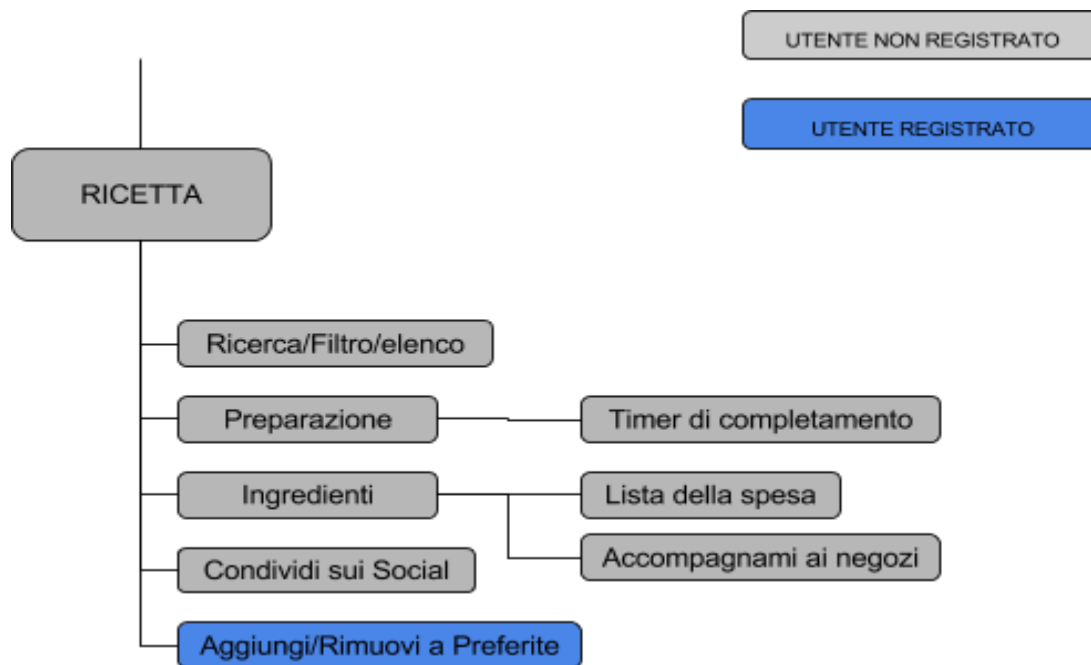 UTENTE NON REGISTRATO
UTENTE REGISTRATO
RICETTA
Ricerca/Filtro/elenco
Preparazione
Timer di completamento
Ingredienti
Lista della spesa
Accompagnami ai negozi
Condividi sui Social
Aggiungi/Rimuovi a Preferite